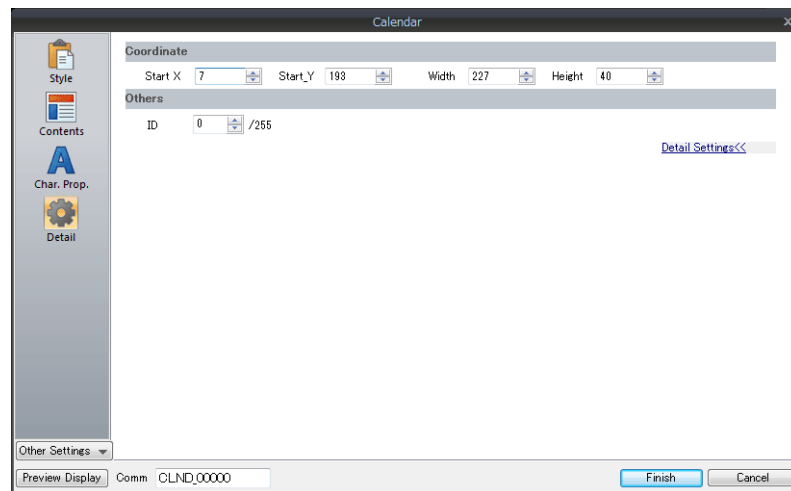 Calendar
Style
Contents
Char. Prop.
Detail
Coordinate
Start X 7 Start_Y 193 Width 227 Height 40
Others
ID 0 /255
Detail Settings<<
Other Settings
Preview Display Comm CLND_00000 Finish Cancel